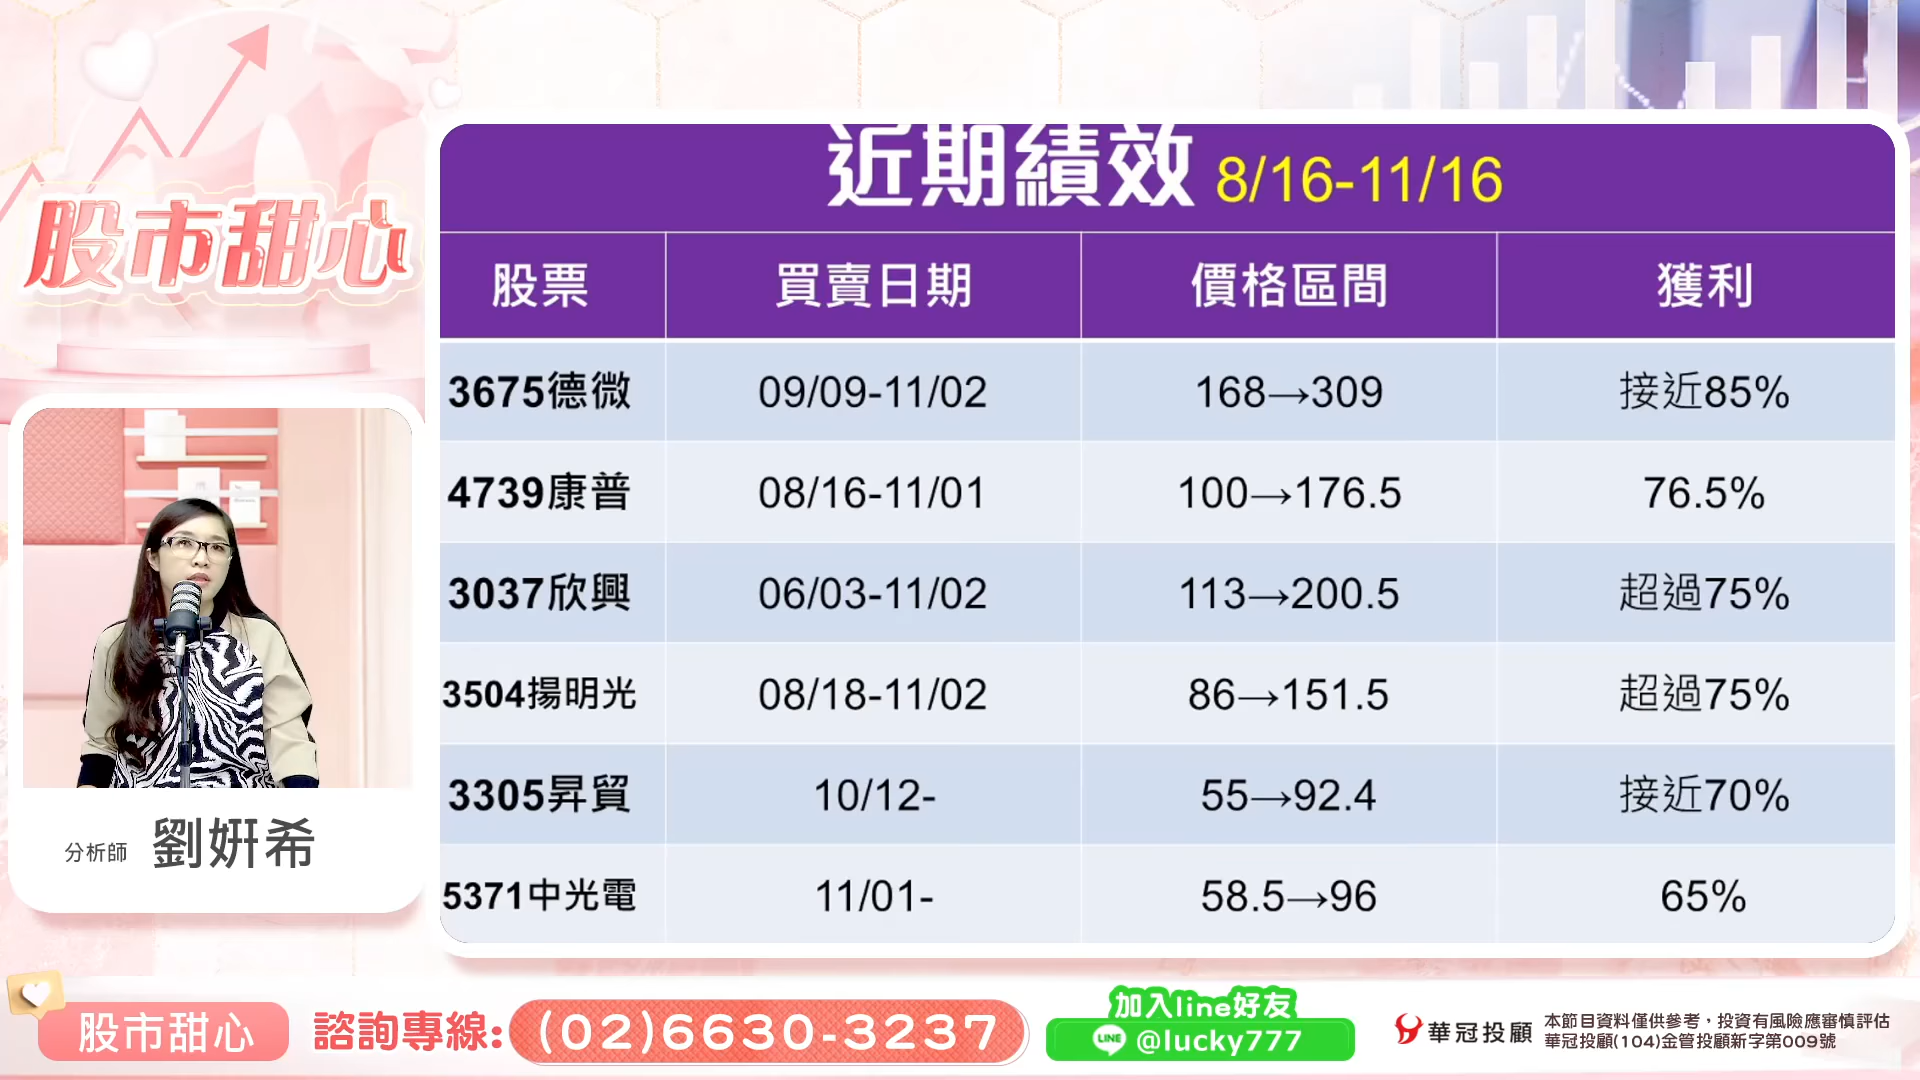 股市甜心
近期績效 8/16-11/16
股票 買賣日期 價格區間 獲利
3675德微 09/09-11/02 168→309 接近85%
4739康普 08/16-11/01 100→176.5 76.5%
3037欣興 06/03-11/02 113→200.5 超過75%
3504揚明光 08/18-11/02 86→151.5 超過75%
3305昇貿 10/12- 55→92.4 接近70%
5371中光電 11/01- 58.5→96 65%
分析師 劉妍希
股市甜心
諮詢專線:
(02)6630-3237
加入line好友
LINE @lucky777
華冠投顧
本節目資料僅供參考，投資有風險應審慎評估
華冠投顧(104)金管投顧新字第009號